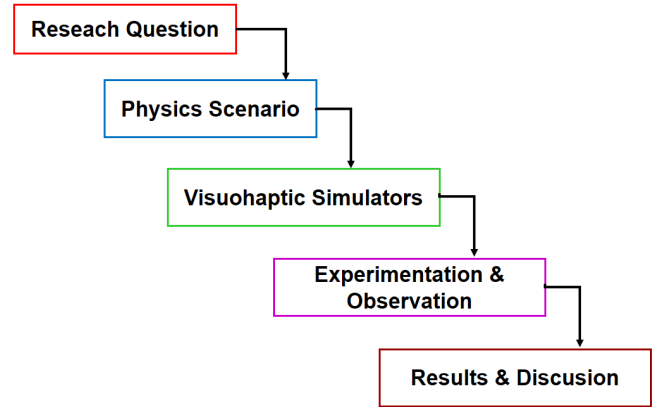 Reseach Question
Physics Scenario
Visuohaptic Simulators
Experimentation &
Observation
Results & Discusion